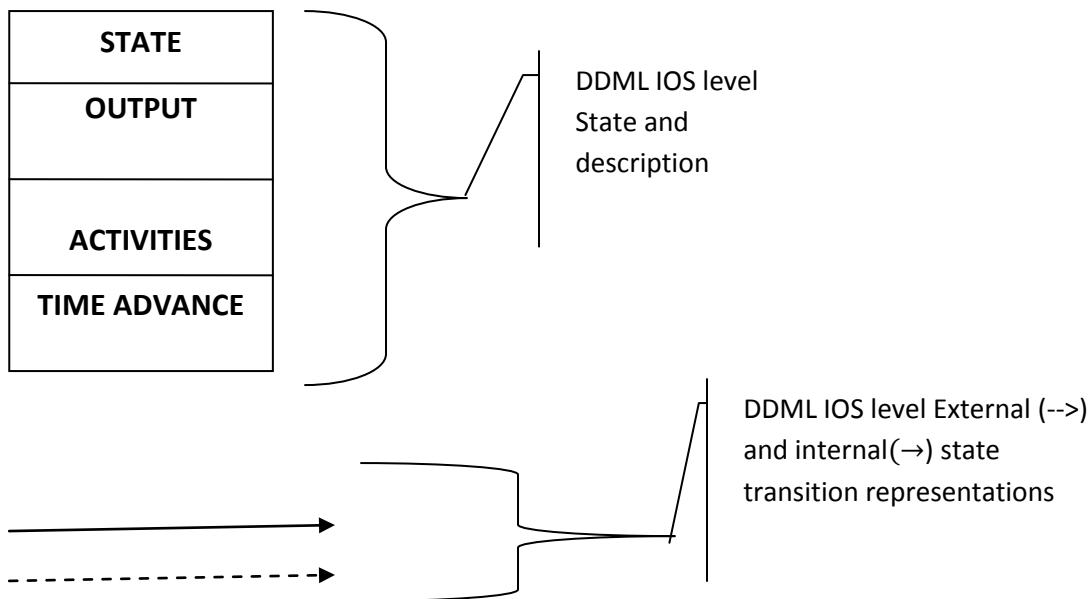 STATE
OUTPUT
ACTIVITIES
TIME ADVANCE
DDML IOS level
State and
description
DDML IOS level External (-->)
and internal(→) state
transition representations